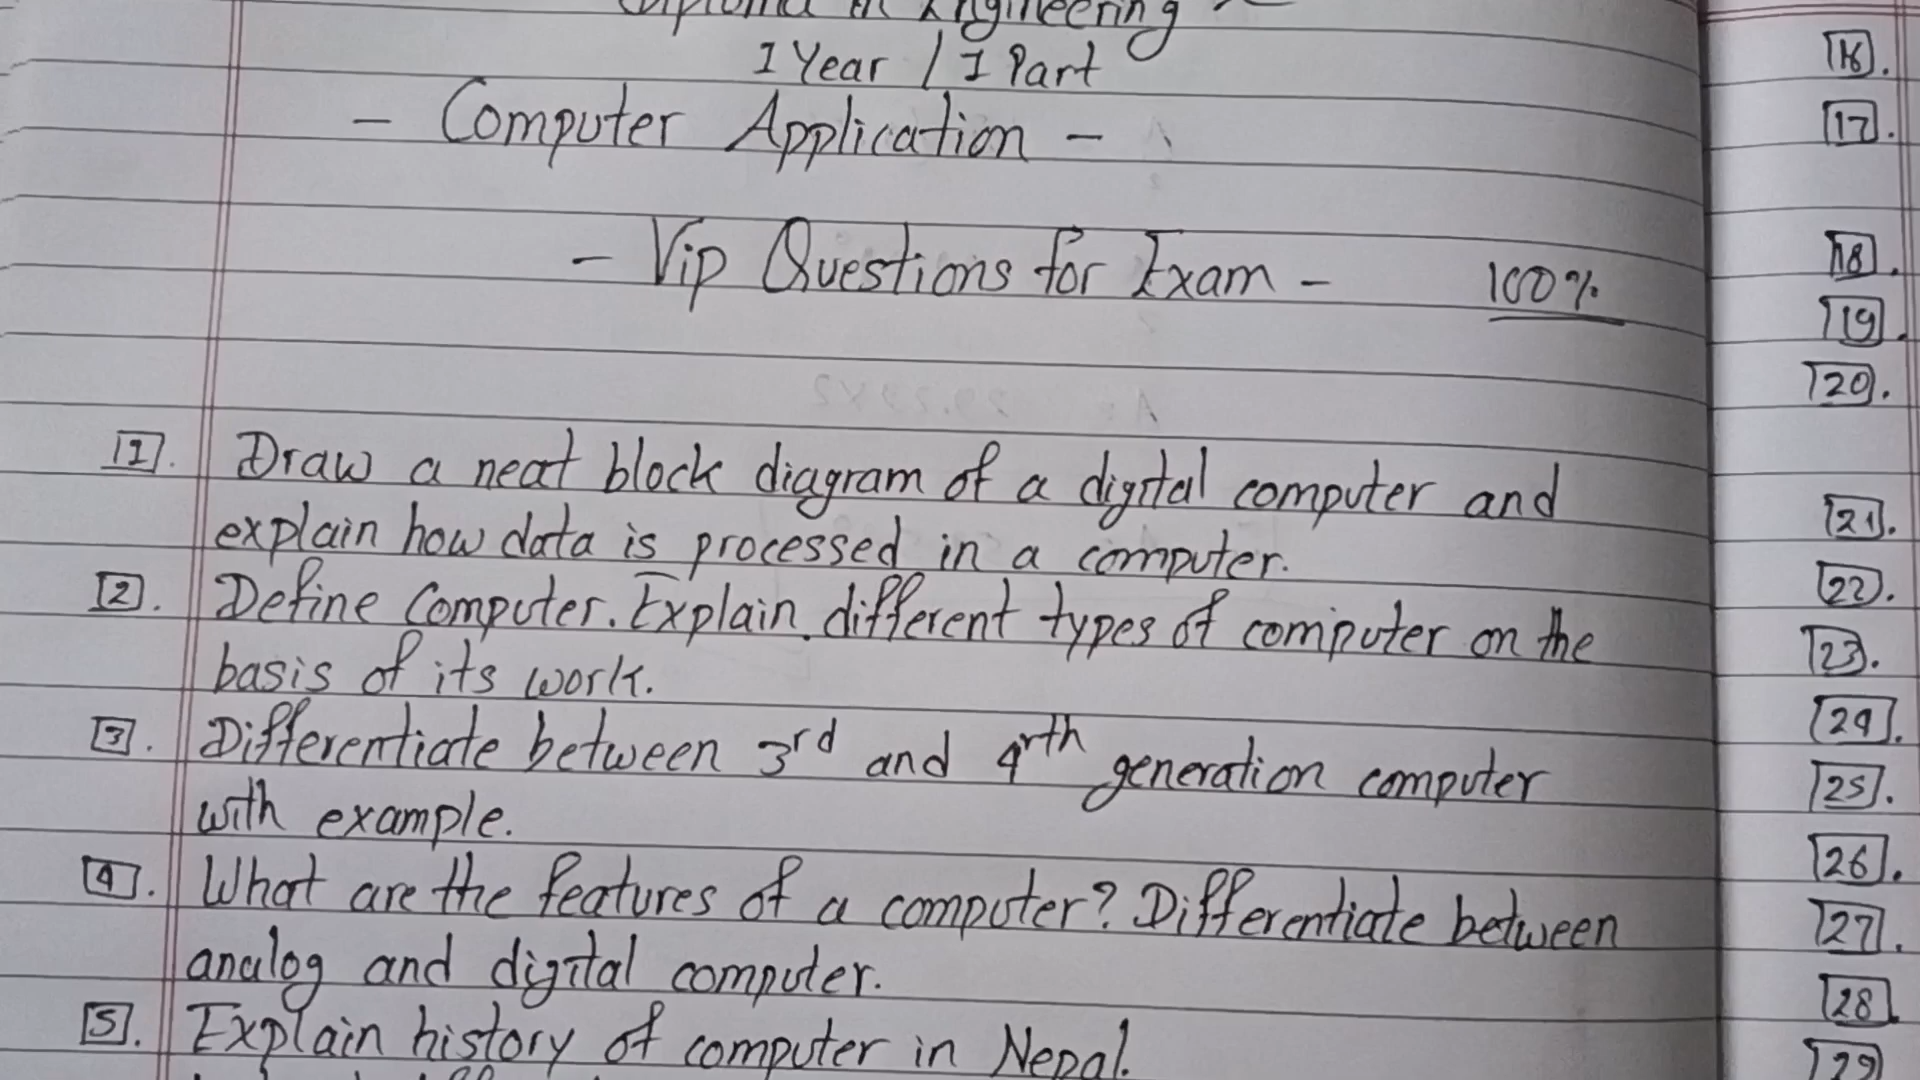 Diploma in Engineering
I Year / I Part
- Computer Application -
- Vip Questions for Exam - 100%
1. Draw a neat block diagram of a digital computer and
explain how data is processed in a computer.
2. Define Computer. Explain different types of computer on the
basis of its work.
3. Differentiate between 3rd and 4rth generation computer
with example.
4. What are the features of a computer? Differentiate between
analog and digital computer.
5. Explain history of computer in Nepal.
16.
17.
18.
19.
20.
21.
22.
23.
24.
25.
26.
27.
28.
29